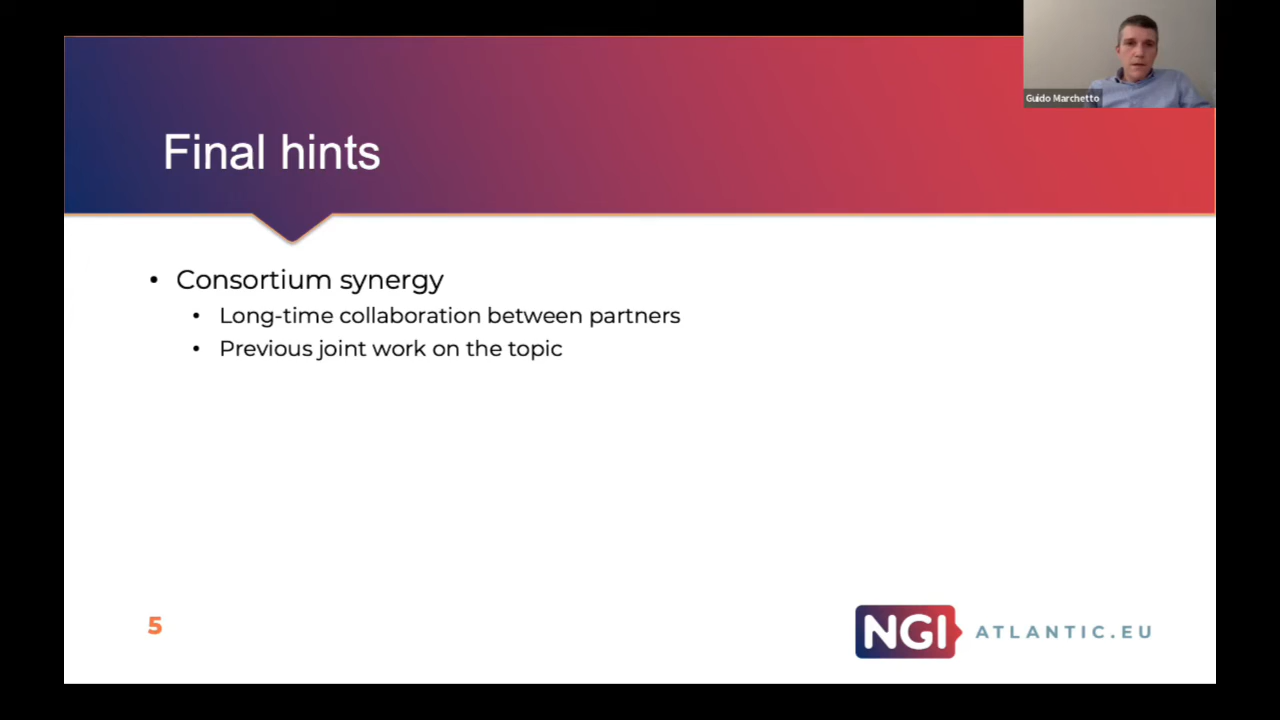 Guido Marchetto
Final hints
• Consortium synergy
• Long-time collaboration between partners
• Previous joint work on the topic
5
NGI ATLANTIC.EU